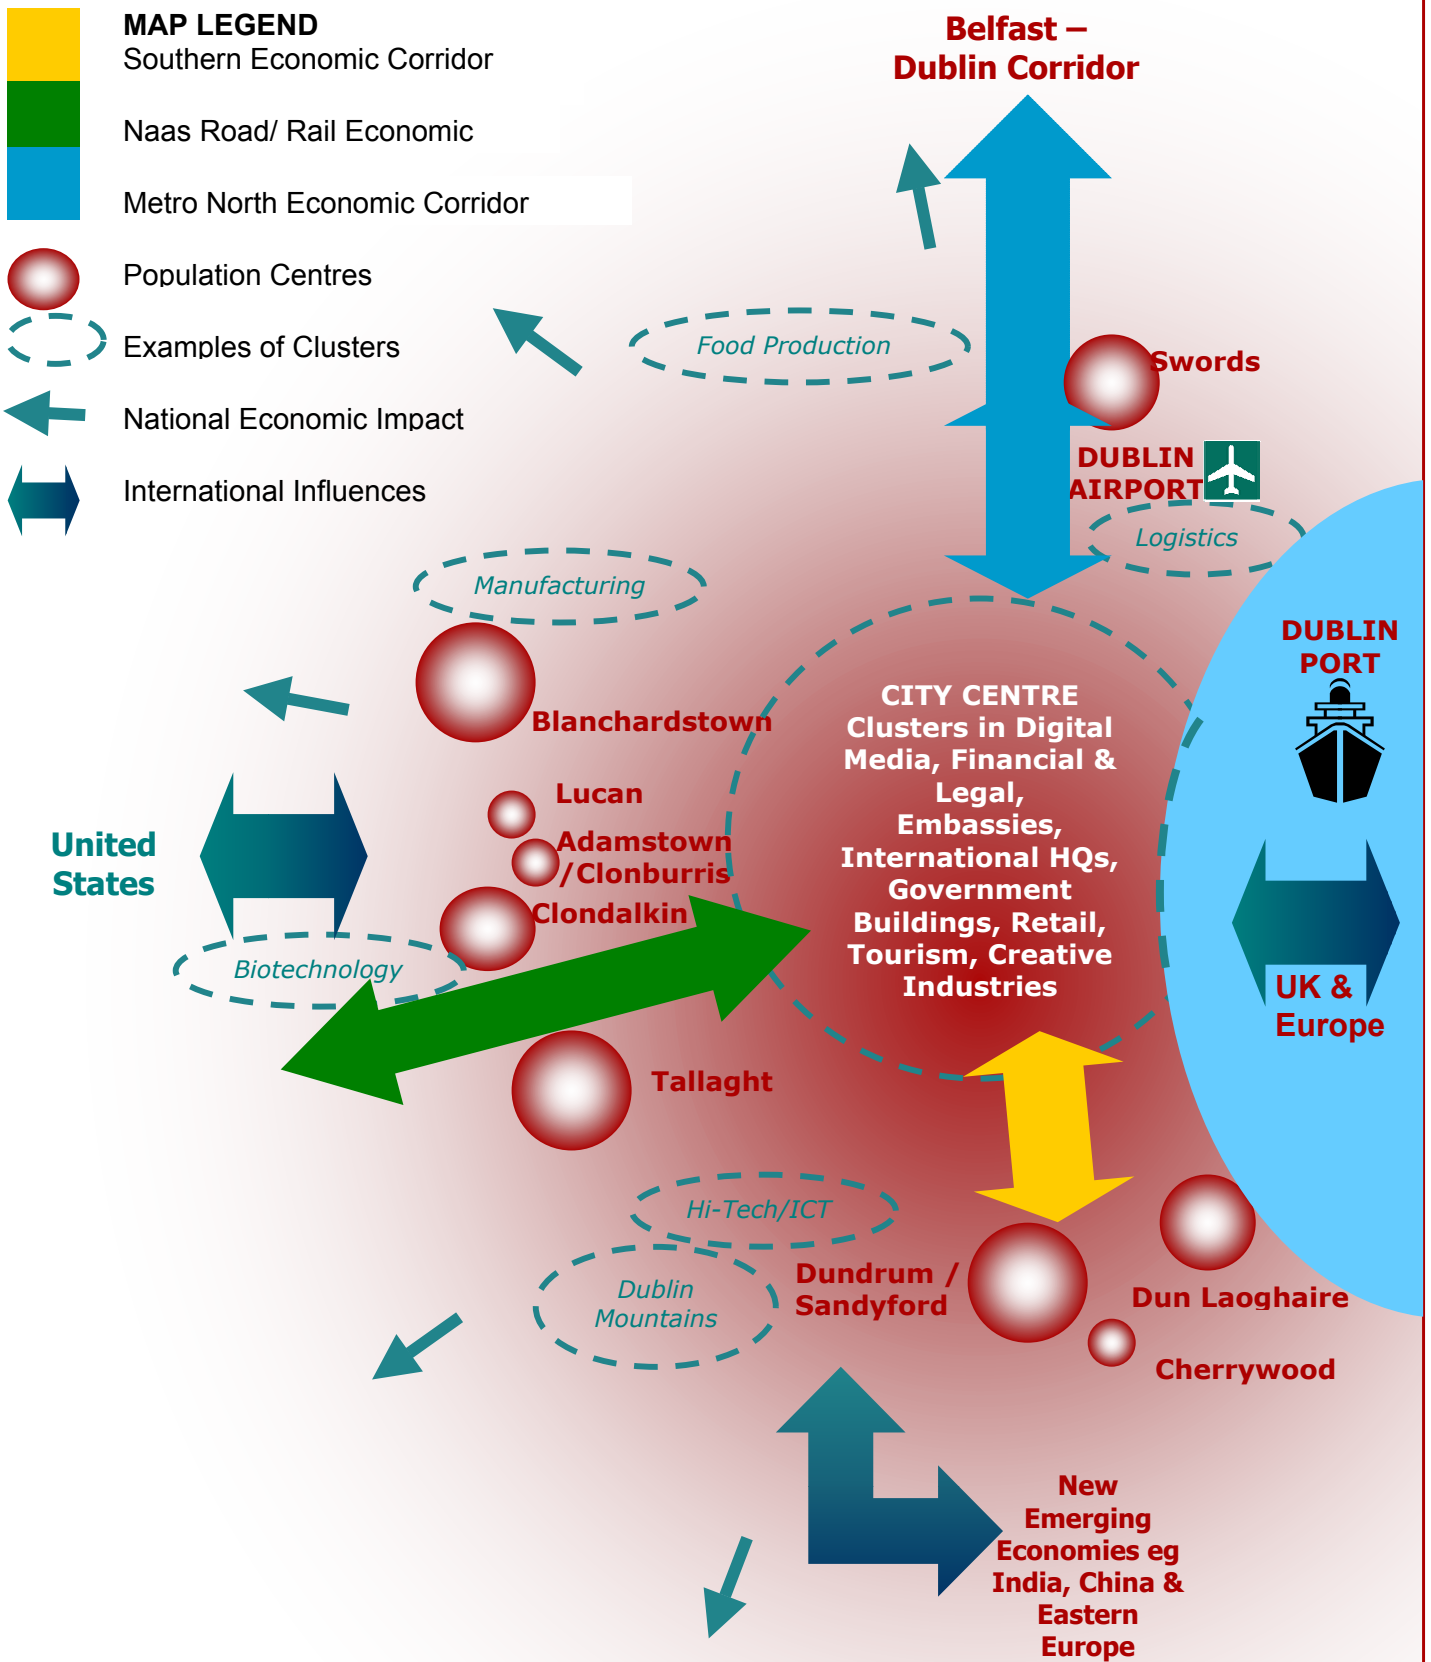 MAP LEGEND
Southern Economic Corridor
Naas Road/ Rail Economic
Metro North Economic Corridor
Population Centres
Examples of Clusters
National Economic Impact
International Influences
Belfast –
Dublin Corridor
Food Production
Swords
DUBLIN
AIRPORT
Logistics
Manufacturing
DUBLIN
PORT
Blanchardstown
CITY CENTRE
Clusters in Digital
Media, Financial &
Legal,
Embassies,
International HQs,
Government
Buildings, Retail,
Tourism, Creative
Industries
Lucan
Adamstown
/Clonburris
Clondalkin
United
States
Biotechnology
UK &
Europe
Tallaght
Hi-Tech/ICT
Dublin
Mountains
Dundrum /
Sandyford
Dun Laoghaire
Cherrywood
New
Emerging
Economies eg
India, China &
Eastern
Europe